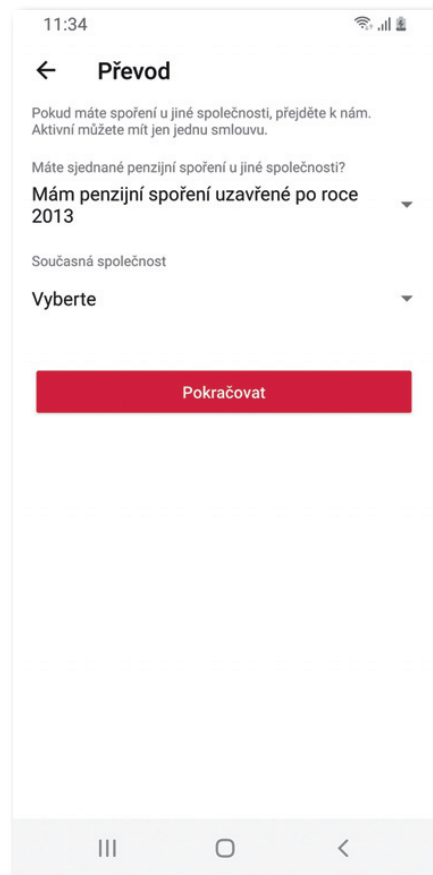 11:34
Převod
Pokud máte spoření u jiné společnosti, přejděte k nám.
Aktivní můžete mít jen jednu smlouvu.
Máte sjednané penzijní spoření u jiné společnosti?
Mám penzijní spoření uzavřené po roce
2013
Současná společnost
Vyberte
Pokračovat